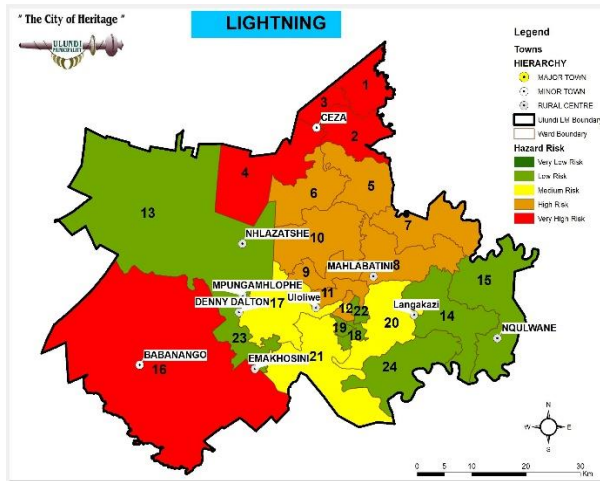 " The City of Heritage"
ULUNDI
MUNICIPALITY
LIGHTNING
Legend
Towns
HIERARCHY
MAJOR TOWN
MINOR TOWN
RURAL CENTRE
Ulundi LM Boundary
Ward Boundary
Hazard Risk
Very Low Risk
Low Risk
Medium Risk
High Risk
Very High Risk
1
3
CEZA
2
4
5
6
13
7
10
NHLAZATSHE
MAHLABATINI
8
9
15
MPUNGAMHLOPHE
11
Uloliwe
17
DENNY DALTON
12
22
Langakazi
20
14
19
18
23
NQULWANE
21
24
BABANANGO
16
EMAKHOSINI
N
W
E
S
0
5
10
20
30
Km